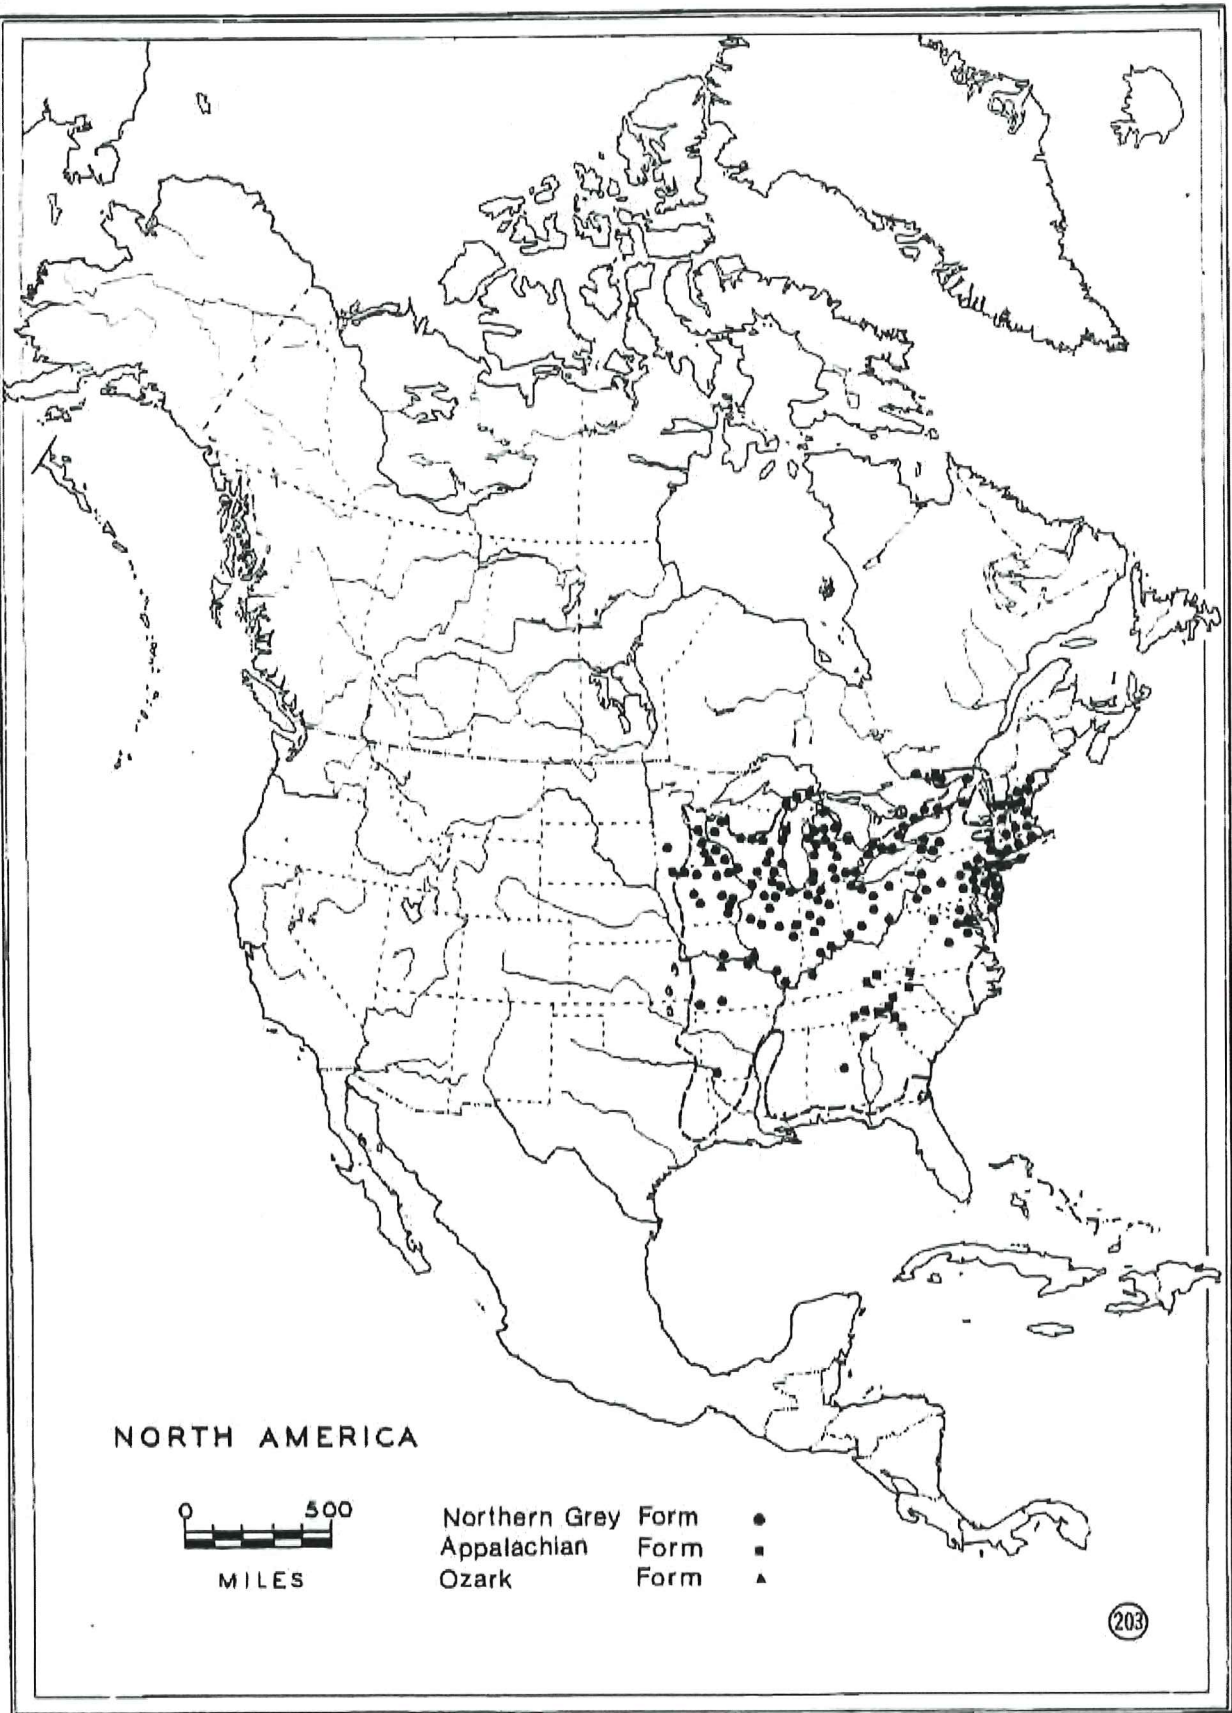 NORTH AMERICA
0 500
MILES
Northern Grey Form
Appalachian Form
Ozark Form
203